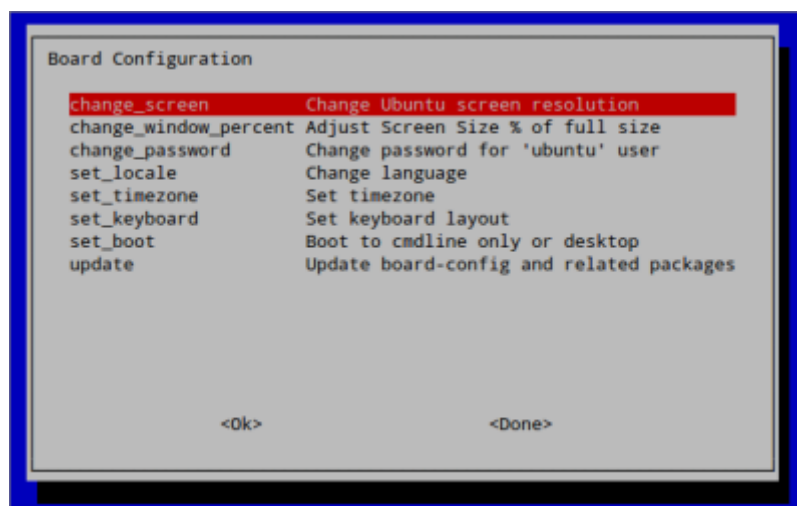 Board Configuration
change_screen Change Ubuntu screen resolution
change_window_percent Adjust Screen Size % of full size
change_password Change password for 'ubuntu' user
set_locale Change language
set_timezone Set timezone
set_keyboard Set keyboard layout
set_boot Boot to cmdline only or desktop
update Update board-config and related packages
<Ok> <Done>